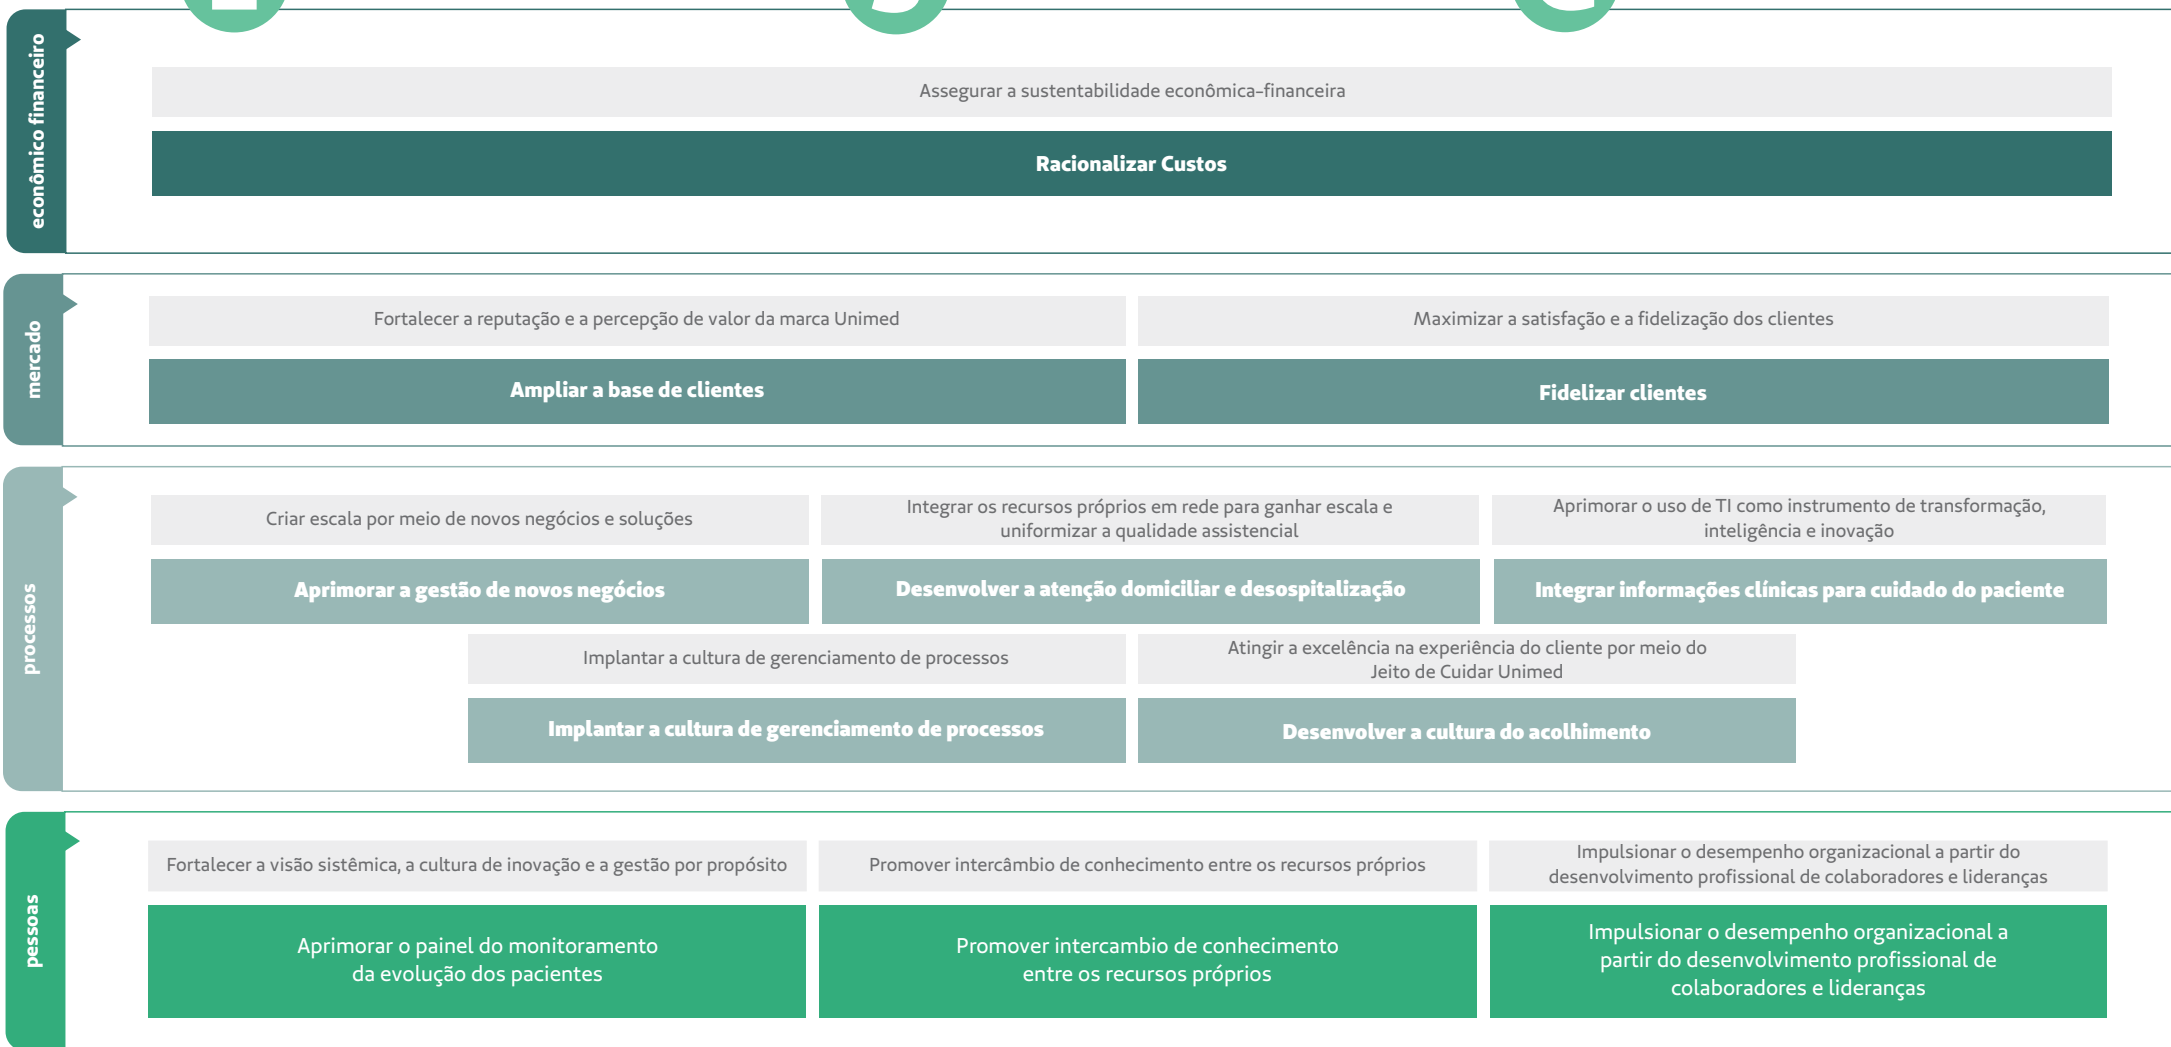 econômico financeiro
Assegurar a sustentabilidade econômica-financeira
Racionalizar Custos
mercado
Fortalecer a reputação e a percepção de valor da marca Unimed
Maximizar a satisfação e a fidelização dos clientes
Ampliar a base de clientes
Fidelizar clientes
processos
Criar escala por meio de novos negócios e soluções
Integrar os recursos próprios em rede para ganhar escala e
uniformizar a qualidade assistencial
Aprimorar o uso de TI como instrumento de transformação,
inteligência e inovação
Aprimorar a gestão de novos negócios
Desenvolver a atenção domiciliar e desospitalização
Integrar informações clínicas para cuidado do paciente
Implantar a cultura de gerenciamento de processos
Atingir a excelência na experiência do cliente por meio do
Jeito de Cuidar Unimed
Implantar a cultura de gerenciamento de processos
Desenvolver a cultura do acolhimento
pessoas
Fortalecer a visão sistêmica, a cultura de inovação e a gestão por propósito
Promover intercâmbio de conhecimento entre os recursos próprios
Impulsionar o desempenho organizacional a partir do
desenvolvimento profissional de colaboradores e lideranças
Aprimorar o painel do monitoramento
da evolução dos pacientes
Promover intercambio de conhecimento
entre os recursos próprios
Impulsionar o desempenho organizacional a
partir do desenvolvimento profissional de
colaboradores e lideranças